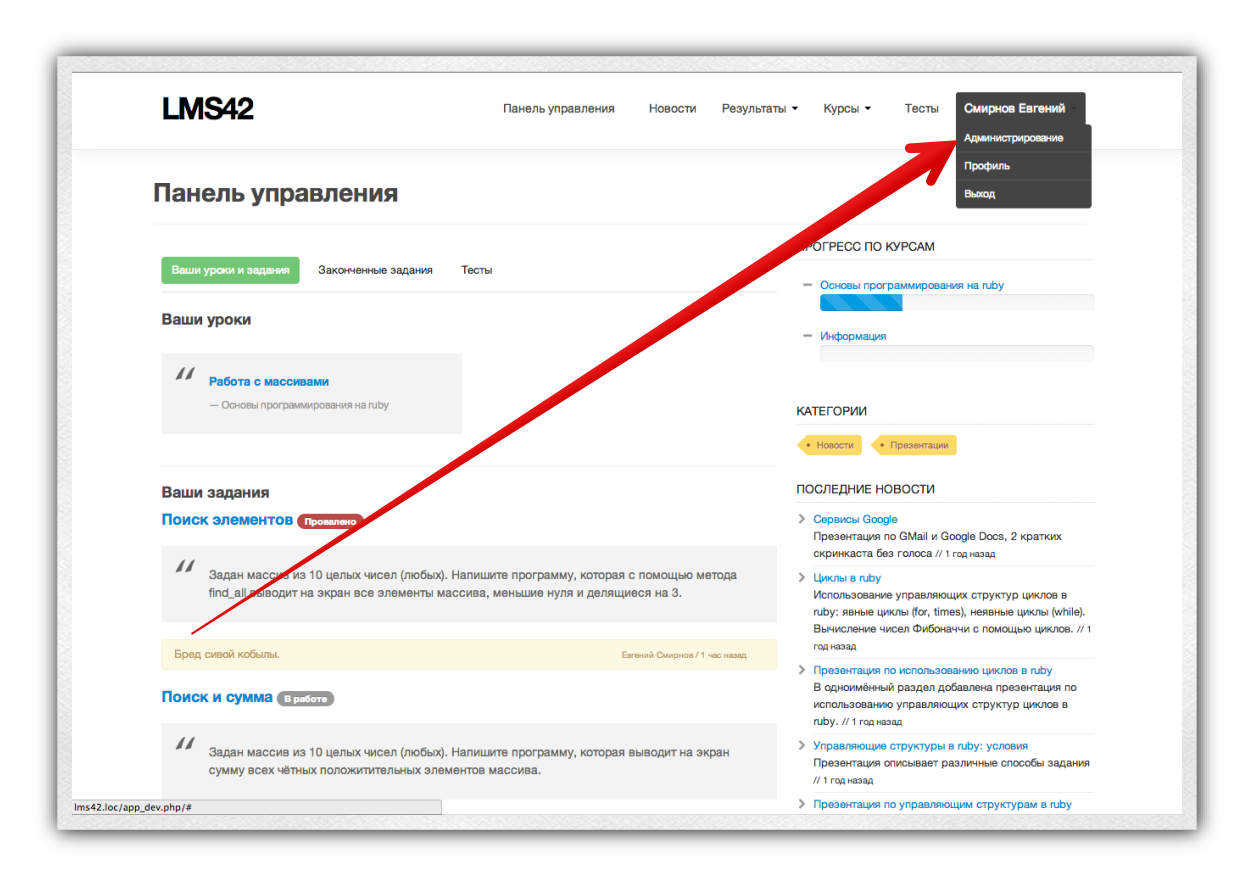 LMS42
Панель управления Новости Результаты Курсы Тесты Смирнов Евгений
Администрирование
Профиль
Выход
Панель управления
Ваши уроки и задания Законченные задания Тесты
Ваши уроки
Работа с массивами
— Основы программирования на ruby
Ваши задания
Поиск элементов Провалено
Задан массив из 10 целых чисел (любых). Напишите программу, которая с помощью метода
find_all выводит на экран все элементы массива, меньшие нуля и делящиеся на 3.
Бред сивой кобылы. Евгений Смирнов / 1 час назад
Поиск и сумма В работе
Задан массив из 10 целых чисел (любых). Напишите программу, которая выводит на экран
сумму всех чётных положитительных элементов массива.
ПРОГРЕСС ПО КУРСАМ
Основы программирования на ruby
Информация
КАТЕГОРИИ
Новости Презентации
ПОСЛЕДНИЕ НОВОСТИ
Сервисы Google
Презентация по GMail и Google Docs, 2 кратких
скринкаста без голоса // 1 год назад
Циклы в ruby
Использование управляющих структур циклов в
ruby: явные циклы (for, times), неявные циклы (while).
Вычисление чисел Фибоначчи с помощью циклов. // 1
год назад
Презентация по использованию циклов в ruby
В одноимённый раздел добавлена презентация по
использованию управляющих структур циклов в
ruby. // 1 год назад
Управляющие структуры в ruby: условия
Презентация описывает различные способы задания
// 1 год назад
Презентация по управляющим структурам в ruby
lms42.loc/app_dev.php/#